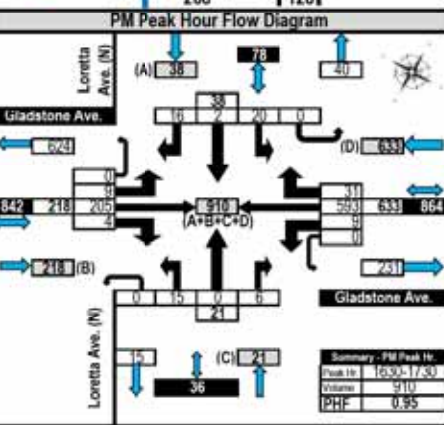 PM Peak Hour Flow Diagram
Loretta Ave. (N)
(A) 38
78
40
38
Gladstone Ave.
16 2 20 0
624
(D) 633
0
9
31
842 218 205
910
593 633 864
(A+B+C+D)
4
9
0
218 (B)
231
0 15 0 6
Gladstone Ave.
21
Loretta Ave. (N)
15
(C) 21
36
Summary - PM Peak Hr.
Peak Hr. 1630-1730
Volume 910
PHF 0.95